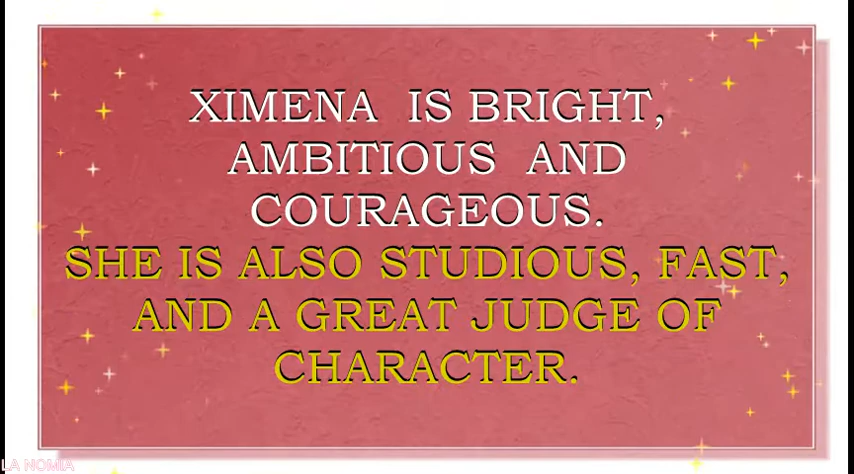 XIMENA IS BRIGHT,
AMBITIOUS AND
COURAGEOUS.
SHE IS ALSO STUDIOUS, FAST,
AND A GREAT JUDGE OF
CHARACTER.
LA NOMIA